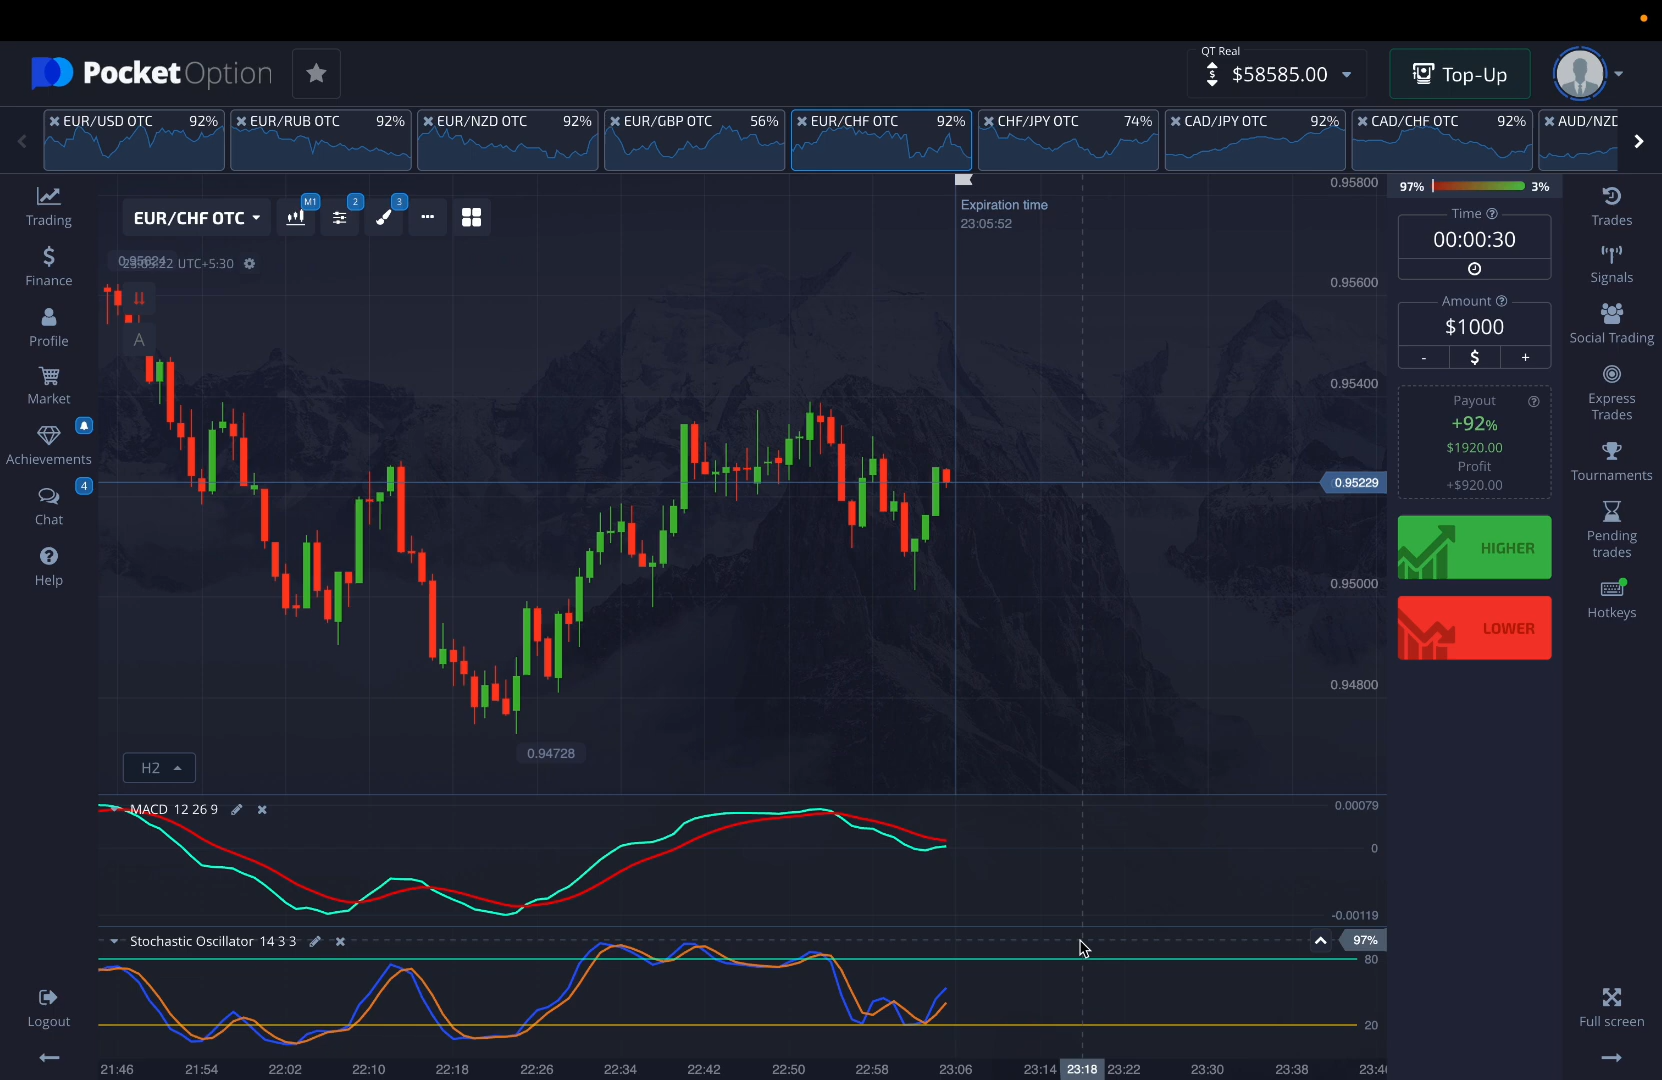 QT Real
PocketOption
$58585.00
Top-Up
EUR/USD OTC 92%
EUR/RUB OTC 92%
EUR/NZD OTC 92%
EUR/GBP OTC 56%
EUR/CHF OTC 92%
CHF/JPY OTC 74%
CAD/JPY OTC 92%
CAD/CHF OTC 92%
AUD/NZD
Trading
Finance
Profile
Market
Achievements
4
Chat
Help
Logout
EUR/CHF OTC
M1
2
3
UTC+5:30
A
Expiration time
23:05:52
0.95800
0.95600
0.95400
0.95229
0.95000
0.94800
0.94728
H2
MACD 12 26 9
0.00079
0
-0.00119
Stochastic Oscillator 14 3 3
97%
80
20
21:46 21:54 22:02 22:10 22:18 22:26 22:34 22:42 22:50 22:58 23:06 23:14 23:18 23:22 23:30 23:38
97% 3%
Time
00:00:30
Amount
$1000
- $ +
Payout
+92%
$1920.00
Profit
+$920.00
HIGHER
LOWER
Trades
Signals
Social Trading
Express
Trades
Tournaments
Pending
trades
Hotkeys
Full screen